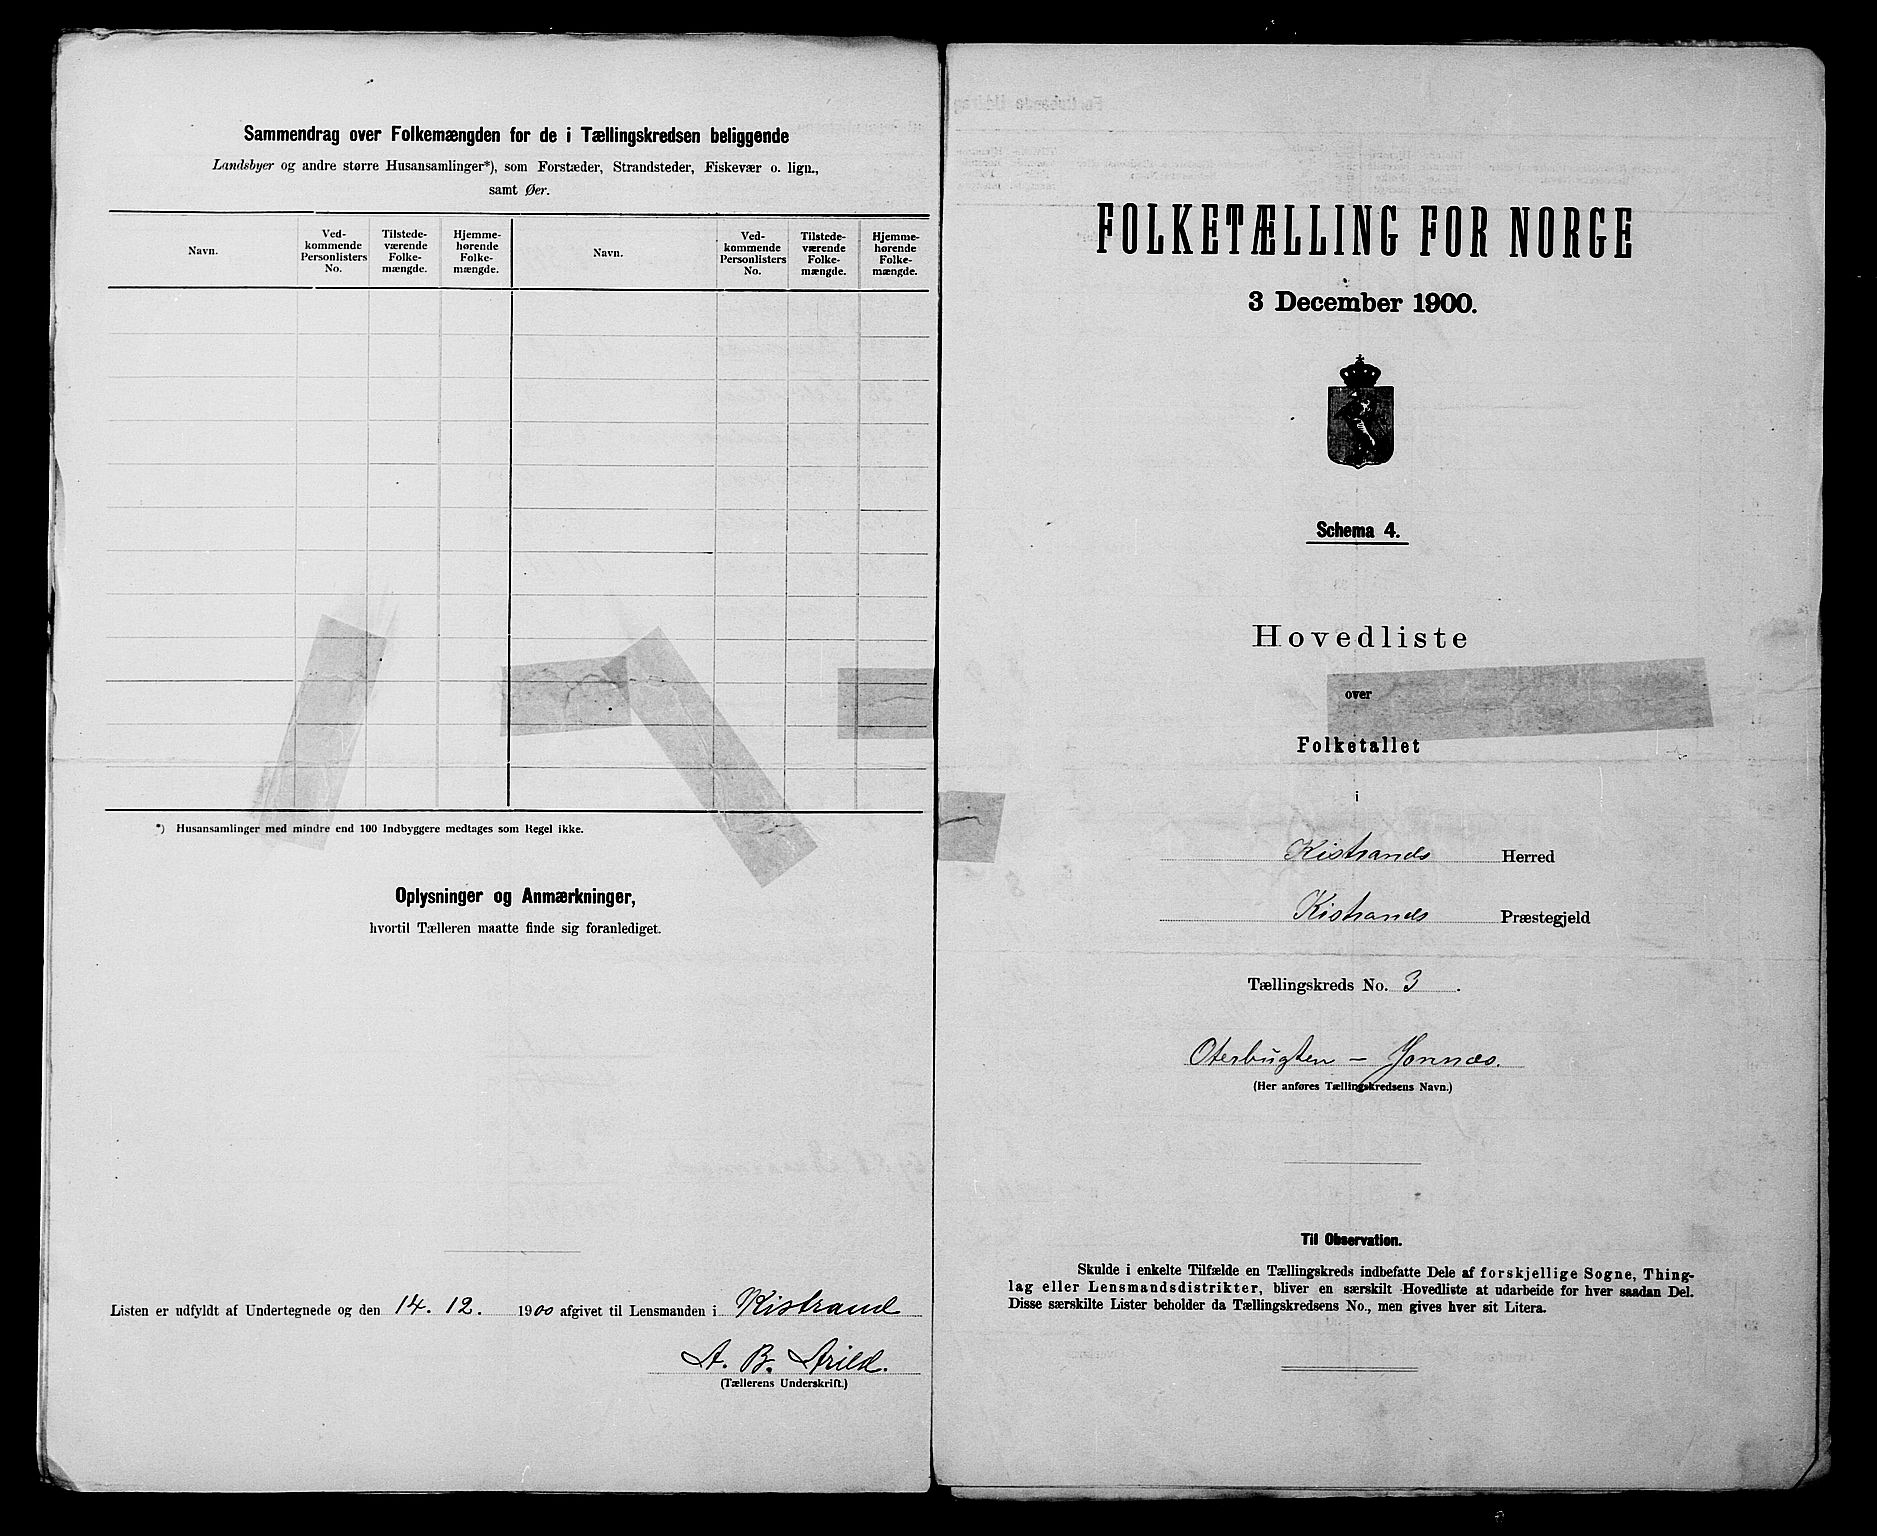 Sammendrag over Folkemængden for de i Tællingskredsen beliggende
Landsbyer og andre større Husansamlinger*), som Forstæder, Strandsteder, Fiskevær o. lign.,
samt Øer.
Navn. Ved-kommende Personlisters No. Tilstede-værende Folke-mængde. Hjemme-hørende Folke-mængde. Navn. Ved-kommende Personlisters No. Tilstede-værende Folke-mængde. Hjemme-hørende Folke-mængde.
*) Husansamlinger med mindre end 100 Indbyggere medtages som Regel ikke.
Oplysninger og Anmærkninger,
hvortil Tælleren maatte finde sig foranlediget.
Listen er udfyldt af Undertegnede og den 14. 12. 1900 afgivet til Lensmanden i Kistrand
A. B. Arild.
(Tællerens Underskrift.)
FOLKETÆLLING FOR NORGE
3 December 1900.
Schema 4.
Hovedliste
over
Folketallet
i
Kistrands Herred
Kistrands Præstegjeld
Tællingskreds No. 3.
Oterbugten – Jonnæs.
(Her anføres Tællingskredsens Navn.)
Til Observation.
Skulde i enkelte Tilfælde en Tællingskreds indbefatte Dele af forskjellige Sogne, Thing-
lag eller Lensmandsdistrikter, bliver en særskilt Hovedliste at udarbeide for hver saadan Del.
Disse særskilte Lister beholder da Tællingskredsens No., men gives hver sit Litera.